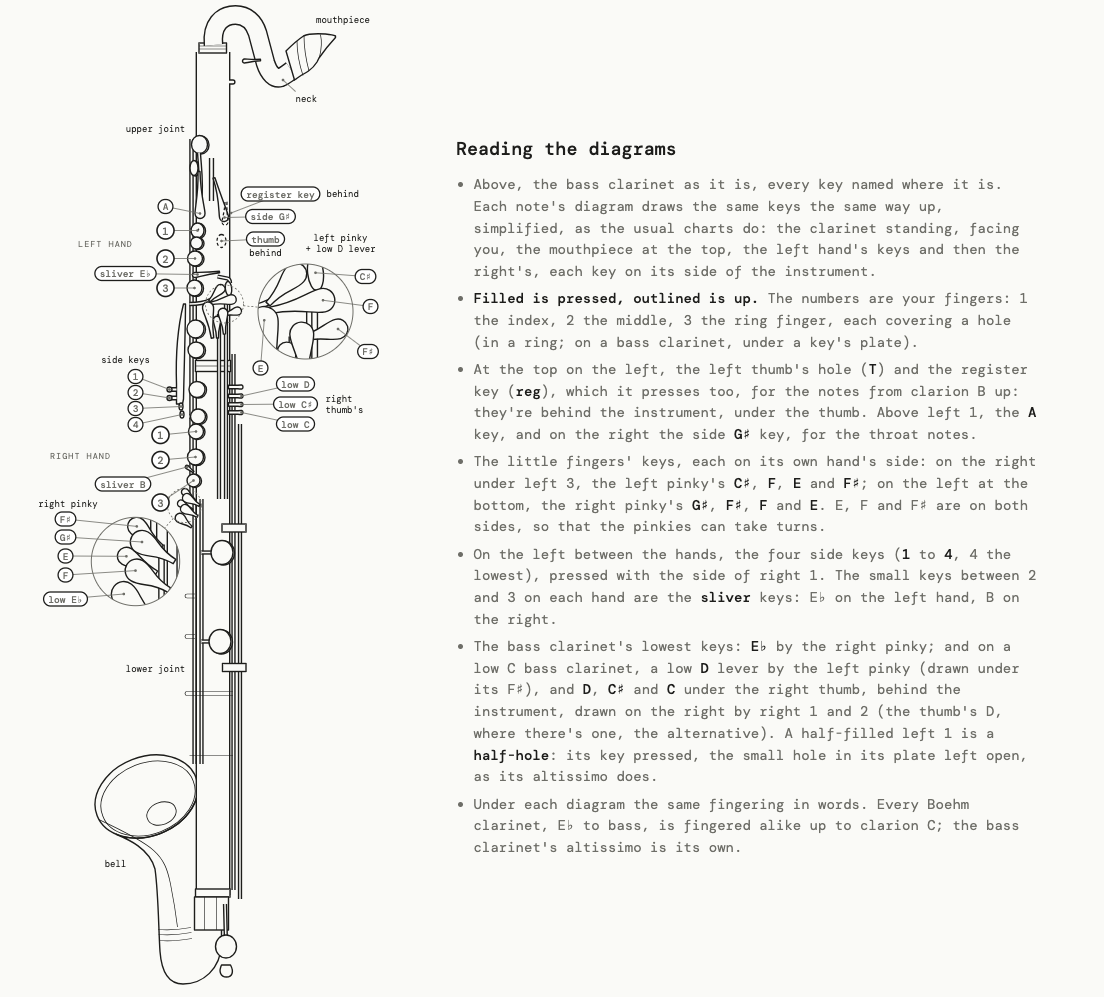 mouthpiece
neck
upper joint
register key behind
A
side G♯
1
LEFT HAND
thumb
behind
left pinky
+ low D lever
2
sliver E♭
C♯
3
F
F♯
E
side keys
1
2
3
4
low D
low C♯
low C
right
thumb's
1
RIGHT HAND
2
sliver B
right pinky
3
F♯
G♯
E
F
low E♭
lower joint
bell
Reading the diagrams
• Above, the bass clarinet as it is, every key named where it is.
Each note's diagram draws the same keys the same way up,
simplified, as the usual charts do: the clarinet standing, facing
you, the mouthpiece at the top, the left hand's keys and then the
right's, each key on its side of the instrument.
• Filled is pressed, outlined is up. The numbers are your fingers: 1
the index, 2 the middle, 3 the ring finger, each covering a hole
(in a ring; on a bass clarinet, under a key's plate).
• At the top on the left, the left thumb's hole (T) and the register
key (reg), which it presses too, for the notes from clarion B up:
they're behind the instrument, under the thumb. Above left 1, the A
key, and on the right the side G♯ key, for the throat notes.
• The little fingers' keys, each on its own hand's side: on the right
under left 3, the left pinky's C♯, F, E and F♯; on the left at the
bottom, the right pinky's G♯, F♯, F and E. E, F and F♯ are on both
sides, so that the pinkies can take turns.
• On the left between the hands, the four side keys (1 to 4, 4 the
lowest), pressed with the side of right 1. The small keys between 2
and 3 on each hand are the sliver keys: E♭ on the left hand, B on
the right.
• The bass clarinet's lowest keys: E♭ by the right pinky; and on a
low C bass clarinet, a low D lever by the left pinky (drawn under
its F♯), and D, C♯ and C under the right thumb, behind the
instrument, drawn on the right by right 1 and 2 (the thumb's D,
where there's one, the alternative). A half-filled left 1 is a
half-hole: its key pressed, the small hole in its plate left open,
as its altissimo does.
• Under each diagram the same fingering in words. Every Boehm
clarinet, E♭ to bass, is fingered alike up to clarion C; the bass
clarinet's altissimo is its own.